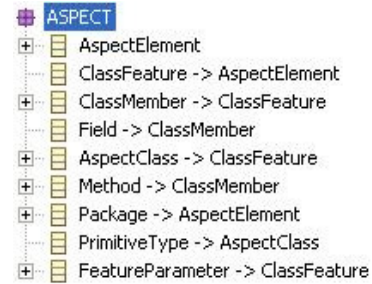 ASPECT
AspectElement
ClassFeature -> AspectElement
ClassMember -> ClassFeature
Field -> ClassMember
AspectClass -> ClassFeature
Method -> ClassMember
Package -> AspectElement
PrimitiveType -> AspectClass
FeatureParameter -> ClassFeature